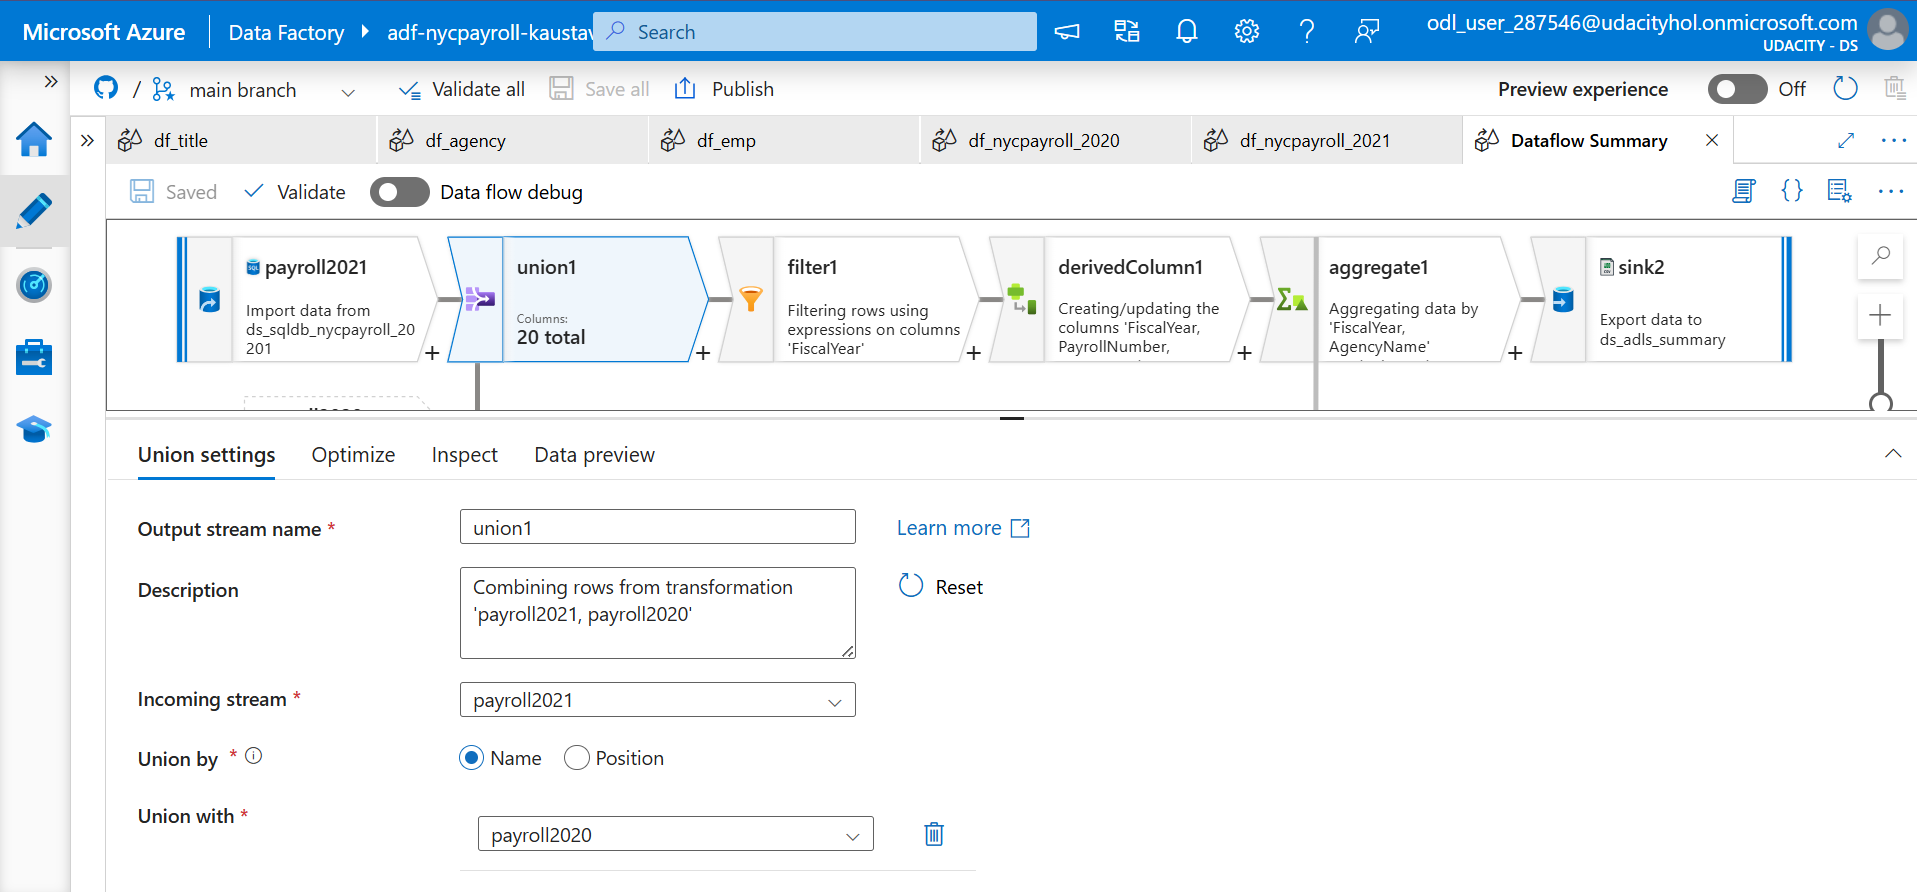 Microsoft Azure
Data Factory
adf-nycpayroll-kaustav
Search
odl_user_287546@udacityhol.onmicrosoft.com
UDACITY - DS
/
main branch
Validate all
Save all
Publish
Preview experience
Off
df_title
df_agency
df_emp
df_nycpayroll_2020
df_nycpayroll_2021
Dataflow Summary
Saved
Validate
Data flow debug
{}
payroll2021
Import data from
ds_sqldb_nycpayroll_20
201
union1
Columns:
20 total
filter1
Filtering rows using
expressions on columns
'FiscalYear'
derivedColumn1
Creating/updating the
columns 'FiscalYear,
PayrollNumber,
aggregate1
Aggregating data by
'FiscalYear,
AgencyName'
sink2
Export data to
ds_adls_summary
Union settings
Optimize
Inspect
Data preview
Output stream name *
union1
Learn more
Description
Combining rows from transformation
'payroll2021, payroll2020'
Reset
Incoming stream *
payroll2021
Union by *
Name
Position
Union with *
payroll2020